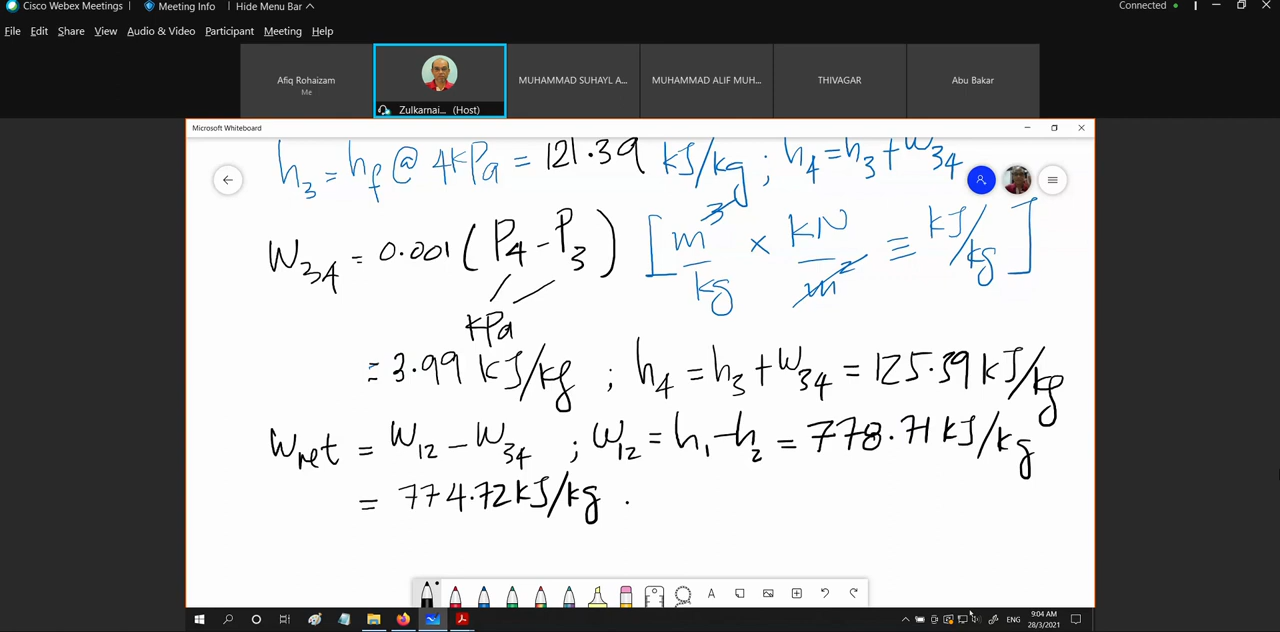 Cisco Webex Meetings | Meeting Info | Hide Menu Bar
Connected
File Edit Share View Audio & Video Participant Meeting Help
Afiq Rohaizam
Me
Zulkarnai... (Host)
MUHAMMAD SUHAYL A...
MUHAMMAD ALIF MUH...
THIVAGAR
Abu Bakar
Microsoft Whiteboard
h₃ = hf @ 4kPa = 121.39 kJ/kg ; h₄ = h₃ + w₃₄
w₃₄ = 0.001 (P₄ - P₃) [m³/kg × kN/m² ≡ kJ/kg]
kPa
= 3.99 kJ/kg ; h₄ = h₃ + w₃₄ = 125.39 kJ/kg
wnet = w₁₂ - w₃₄ ; w₁₂ = h₁ - h₂ = 778.71 kJ/kg
= 774.72 kJ/kg .
A
ENG
9:04 AM
28/3/2021